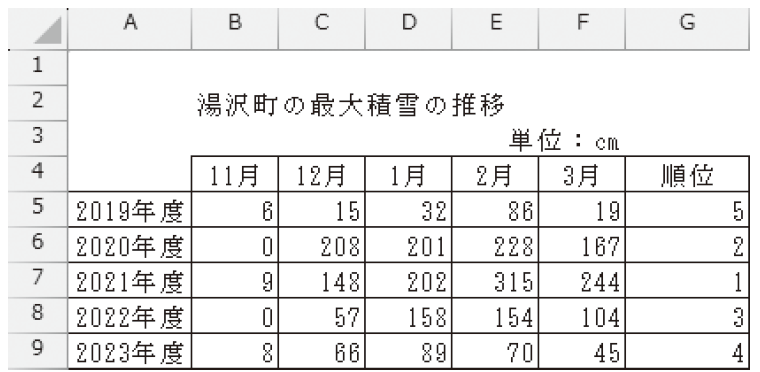 A B C D E F G
1
2 湯沢町の最大積雪の推移
3 単位：cm
4 11月 12月 1月 2月 3月 順位
5 2019年度 6 15 32 86 19 5
6 2020年度 0 208 201 228 167 2
7 2021年度 9 148 202 315 244 1
8 2022年度 0 57 158 154 104 3
9 2023年度 8 66 89 70 45 4